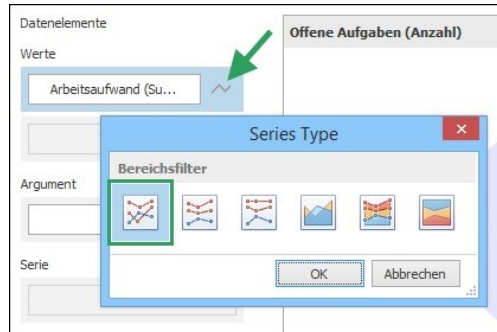 Datenelemente
Offene Aufgaben (Anzahl)
Werte
Arbeitsaufwand (Su...
Series Type
Bereichsfilter
Argument
Serie
OK
Abbrechen